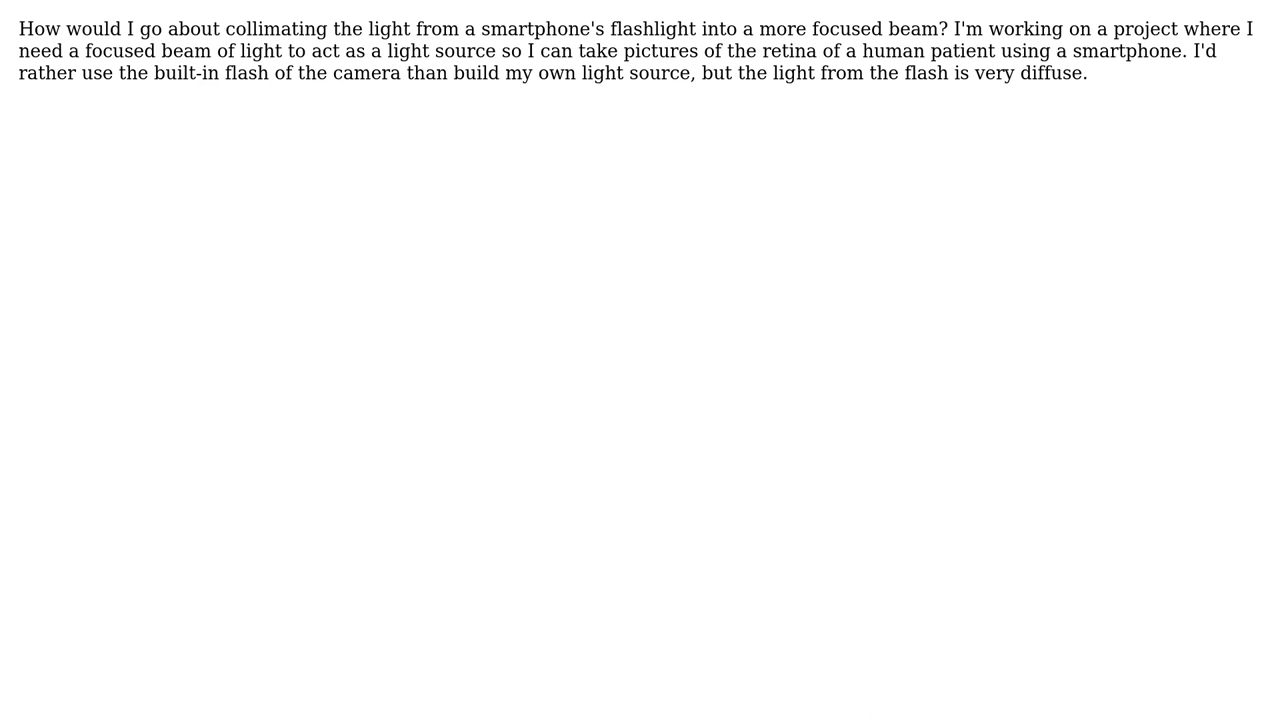 How would I go about collimating the light from a smartphone's flashlight into a more focused beam? I'm working on a project where I
need a focused beam of light to act as a light source so I can take pictures of the retina of a human patient using a smartphone. I'd
rather use the built-in flash of the camera than build my own light source, but the light from the flash is very diffuse.